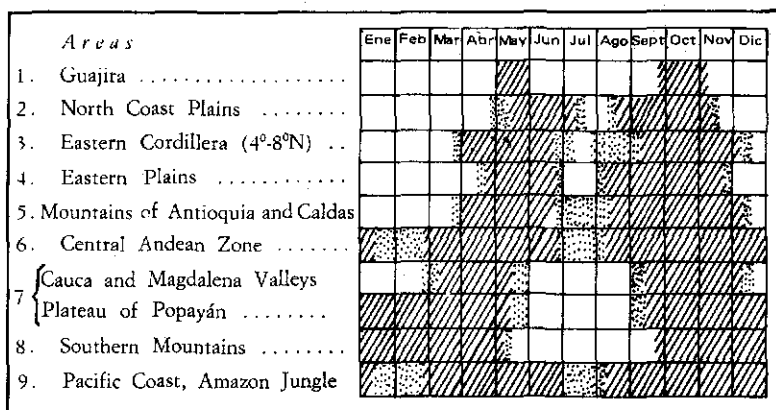 Areas
Ene Feb Mar Abr May Jun Jul Ago Sept Oct Nov Dic
1. Guajira ..................
2. North Coast Plains ........
3. Eastern Cordillera (4º-8ºN) ..
4. Eastern Plains ............
5. Mountains of Antioquia and Caldas
6. Central Andean Zone .......
7 { Cauca and Magdalena Valleys
Plateau of Popayán ........
8. Southern Mountains ........
9. Pacific Coast, Amazon Jungle